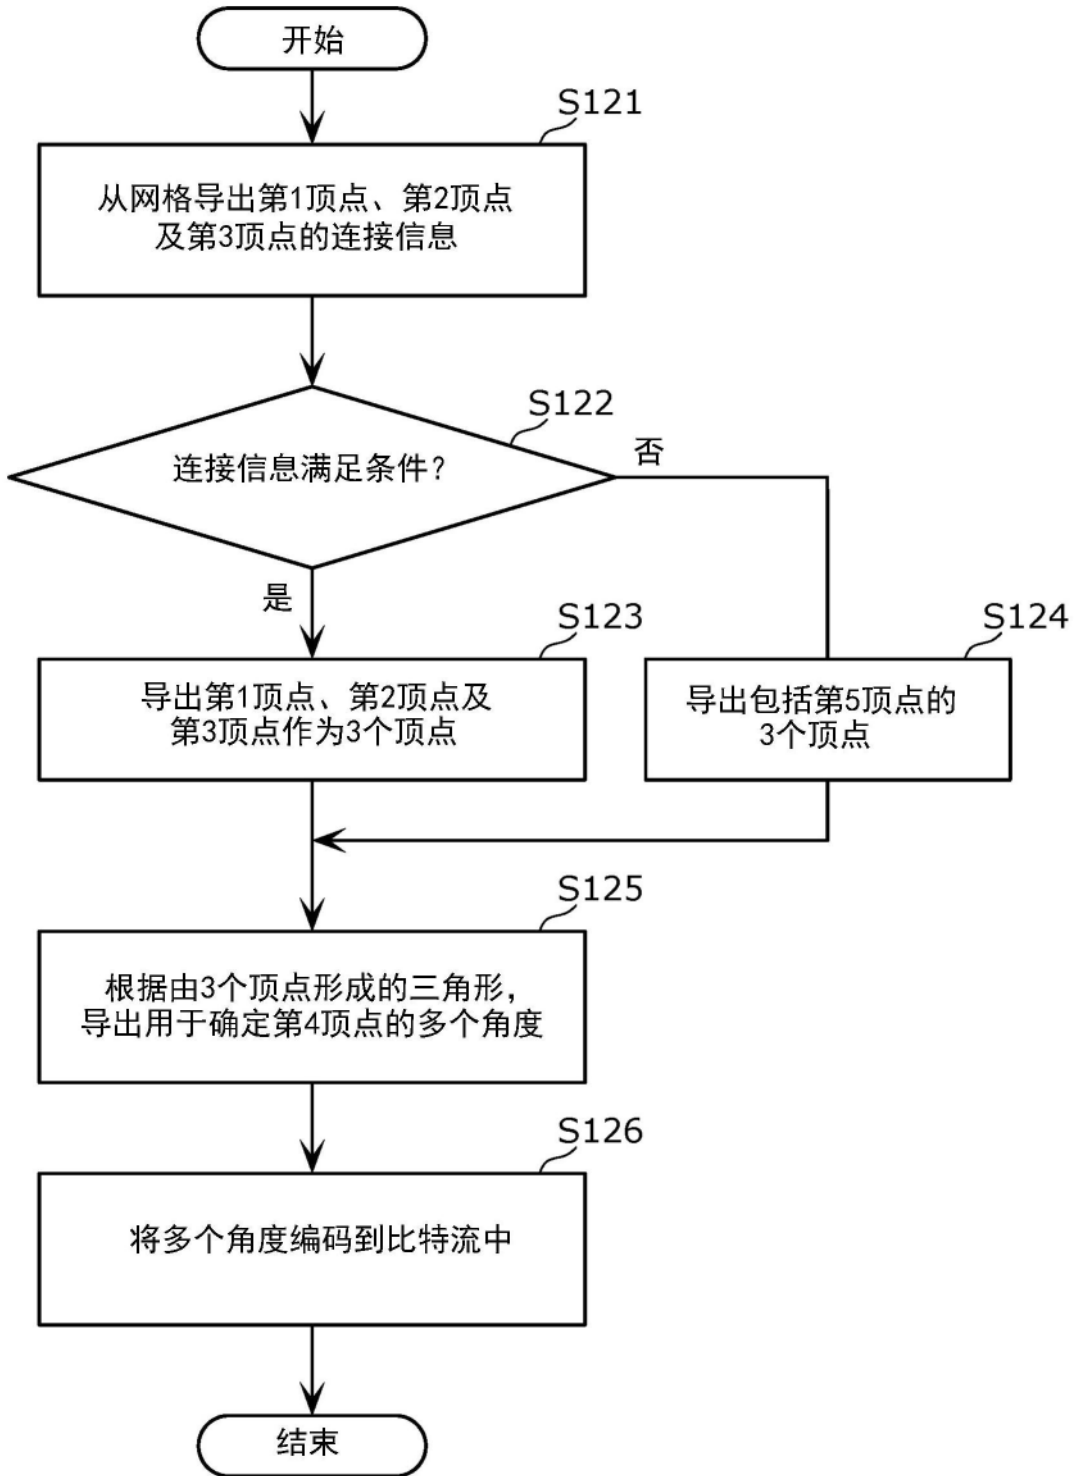 开始
S121
从网格导出第1顶点、第2顶点
及第3顶点的连接信息
S122
连接信息满足条件?
否
是
S123
导出第1顶点、第2顶点及
第3顶点作为3个顶点
S124
导出包括第5顶点的
3个顶点
S125
根据由3个顶点形成的三角形，
导出用于确定第4顶点的多个角度
S126
将多个角度编码到比特流中
结束